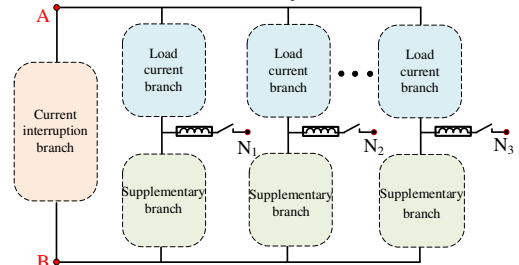 A
Load
current
branch
Load
current
branch
Load
current
branch
Current
interruption
branch
N1
N2
N3
Supplementary
branch
Supplementary
branch
Supplementary
branch
B